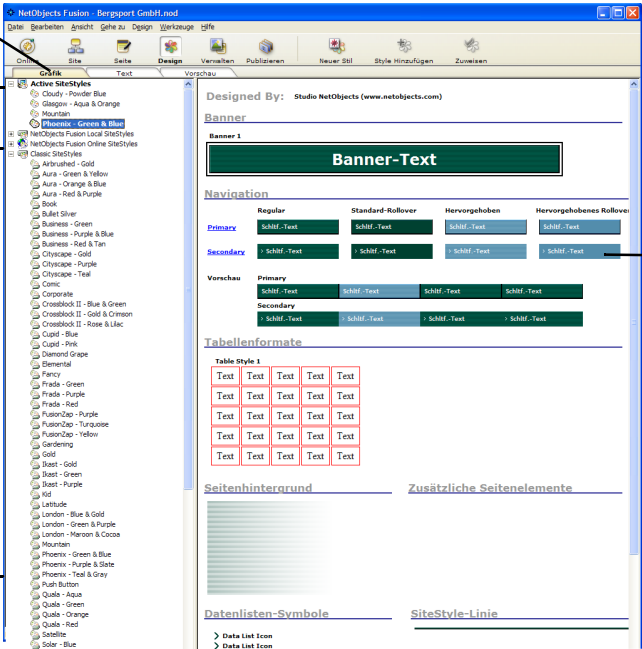 NetObjects Fusion - Bergsport GmbH.nod
Datei Bearbeiten Ansicht Gehe zu Design Werkzeuge Hilfe
Online Site Seite Design Verwalten Publizieren Neuer Stil Style Hinzufügen Zuweisen
Grafik Text Vorschau
Active SiteStyles
Cloudy - Powder Blue
Glasgow - Aqua & Orange
Mountain
Phoenix - Green & Blue
NetObjects Fusion Local SiteStyles
NetObjects Fusion Online SiteStyles
Classic SiteStyles
Airbrushed - Gold
Aura - Green & Yellow
Aura - Orange & Blue
Aura - Red & Purple
Book
Bullet Silver
Business - Green
Business - Purple & Blue
Business - Red & Tan
Cityscape - Gold
Cityscape - Purple
Cityscape - Teal
Comic
Corporate
Crossblock II - Blue & Green
Crossblock II - Gold & Crimson
Crossblock II - Rose & Lilac
Cupid - Blue
Cupid - Pink
Diamond Grape
Elemental
Fancy
Frada - Green
Frada - Purple
Frada - Red
FusionZap - Purple
FusionZap - Turquoise
FusionZap - Yellow
Gardening
Gold
Ikast - Gold
Ikast - Green
Ikast - Purple
Kid
Latitude
London - Blue & Gold
London - Green & Purple
London - Maroon & Cocoa
Mountain
Phoenix - Green & Blue
Phoenix - Purple & Slate
Phoenix - Teal & Gray
Push Button
Quala - Aqua
Quala - Green
Quala - Orange
Quala - Red
Satellite
Solar - Blue
Designed By: Studio NetObjects (www.netobjects.com)
Banner
Banner 1
Banner-Text
Navigation
Regular Standard-Rollover Hervorgehoben Hervorgehobenes Rollover
Primary Schltf.-Text Schltf.-Text Schltf.-Text Schltf.-Text
Secondary › Schltf.-Text › Schltf.-Text › Schltf.-Text › Schltf.-Text
Vorschau Primary
Schltf.-Text Schltf.-Text Schltf.-Text Schltf.-Text
Secondary
› Schltf.-Text › Schltf.-Text › Schltf.-Text › Schltf.-Text
Tabellenformate
Table Style 1
Text Text Text Text Text
Text Text Text Text Text
Text Text Text Text Text
Text Text Text Text Text
Text Text Text Text Text
Seitenhintergrund Zusätzliche Seitenelemente
Datenlisten-Symbole SiteStyle-Linie
Data List Icon
Data List Icon